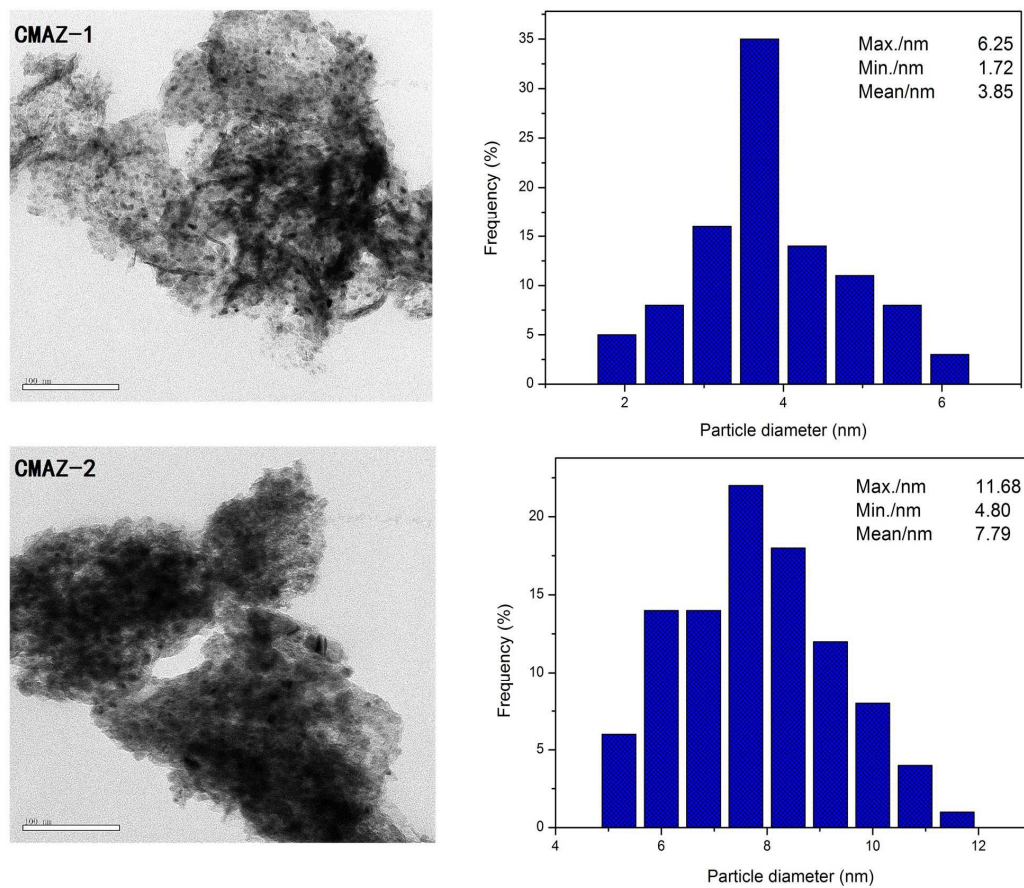 CMAZ-1
100 nm
35
30
25
20
15
10
5
0
Frequency (%)
Max./nm 6.25
Min./nm 1.72
Mean/nm 3.85
2 4 6
Particle diameter (nm)
CMAZ-2
100 nm
20
15
10
5
0
Frequency (%)
Max./nm 11.68
Min./nm 4.80
Mean/nm 7.79
4 6 8 10 12
Particle diameter (nm)